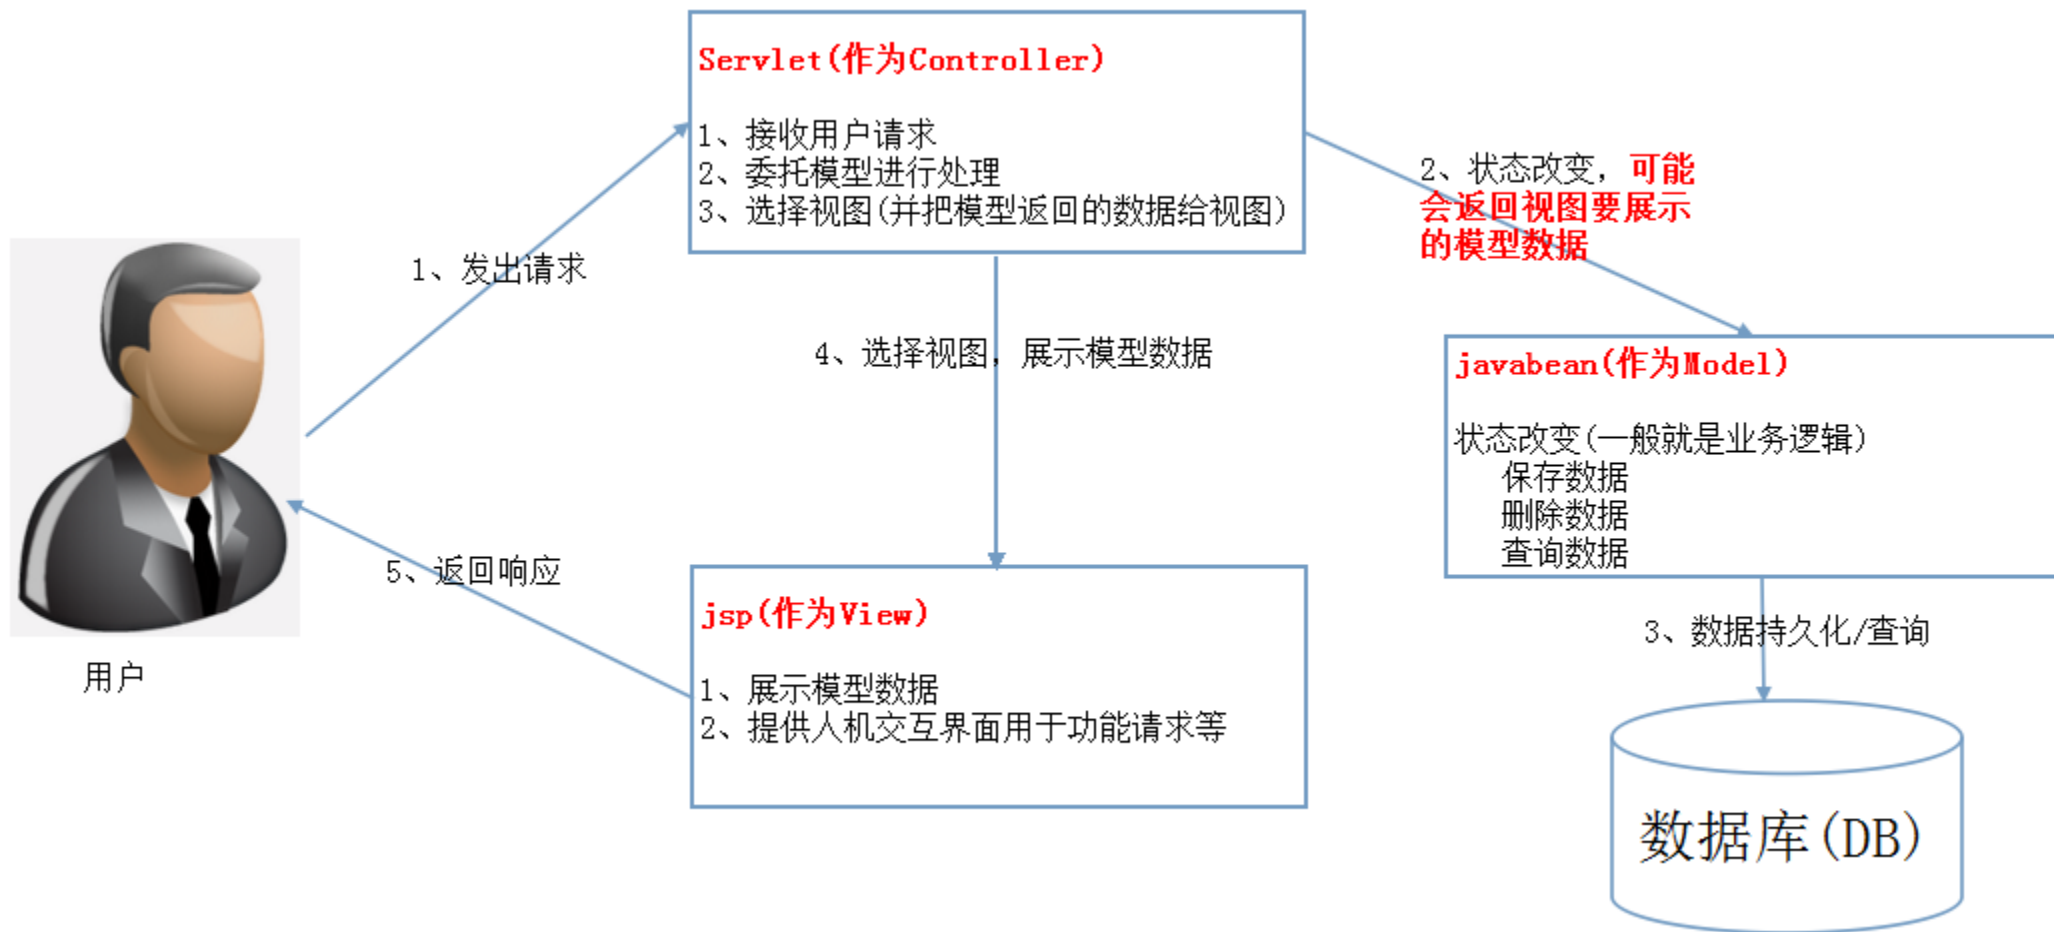 Servlet(作为Controller)
1、接收用户请求
2、委托模型进行处理
3、选择视图(并把模型返回的数据给视图)
1、发出请求
2、状态改变，可能
会返回视图要展示
的模型数据
4、选择视图，展示模型数据
javabean(作为Model)
状态改变(一般就是业务逻辑)
保存数据
删除数据
查询数据
5、返回响应
jsp(作为View)
1、展示模型数据
2、提供人机交互界面用于功能请求等
3、数据持久化/查询
用户
数据库(DB)